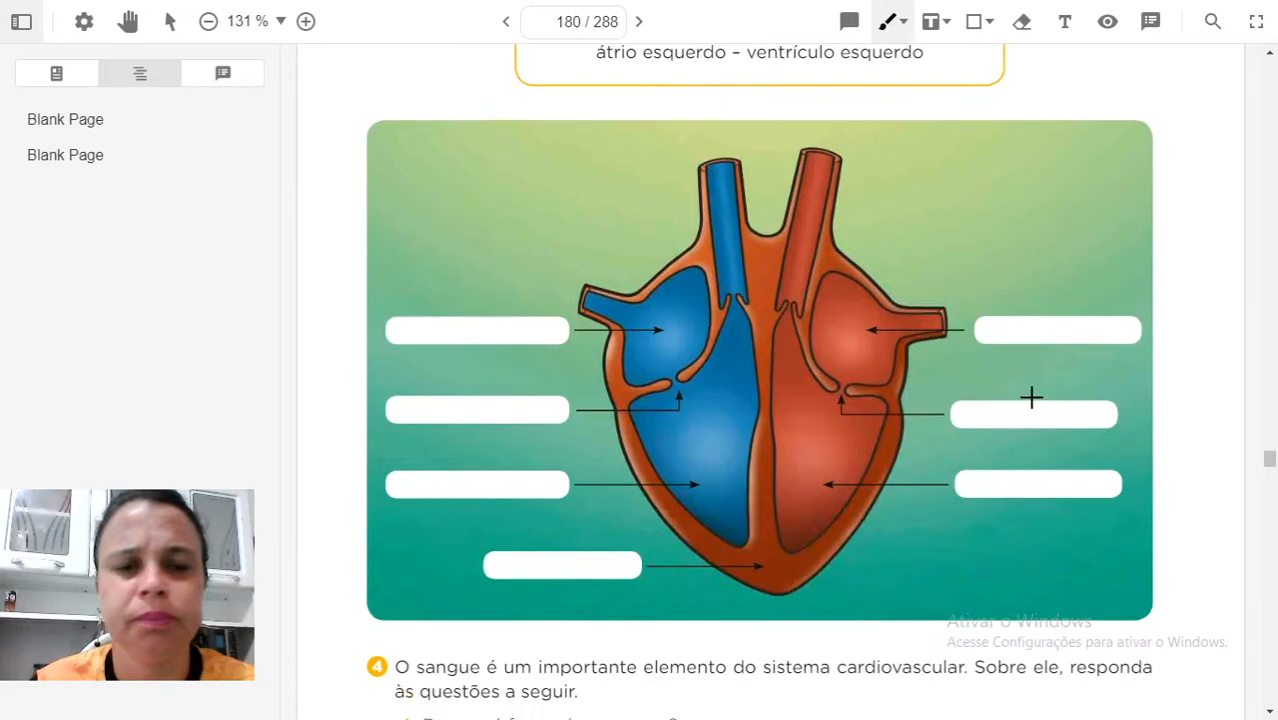 131 %
180 / 288
átrio esquerdo – ventrículo esquerdo
Blank Page
Blank Page
Ativar o Windows
Acesse Configurações para ativar o Windows.
4 O sangue é um importante elemento do sistema cardiovascular. Sobre ele, responda
às questões a seguir.